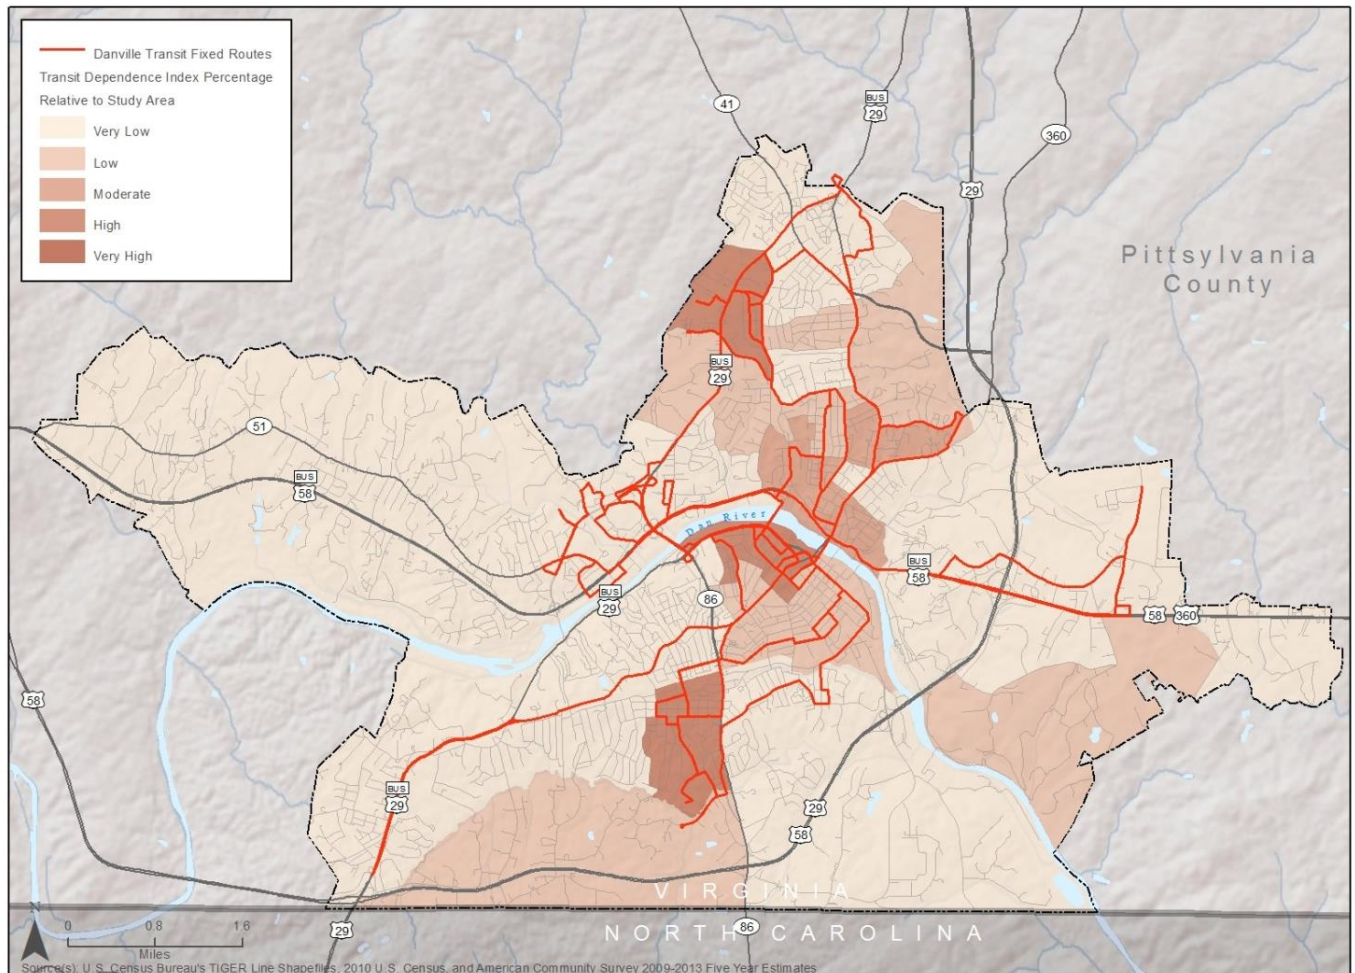 Danville Transit Fixed Routes
Transit Dependence Index Percentage
Relative to Study Area
Very Low
Low
Moderate
High
Very High
41
BUS
29
360
29
Pittsylvania
County
BUS
29
51
BUS
58
Dan River
BUS
58
BUS
29
86
58 360
58
BUS
29
29
58
VIRGINIA
NORTH CAROLINA
86
29
N
0 0 8 1 6
Miles
Source(s): U.S. Census Bureau's TIGER Line Shapefiles, 2010 U.S. Census, and American Community Survey 2009-2013 Five Year Estimates